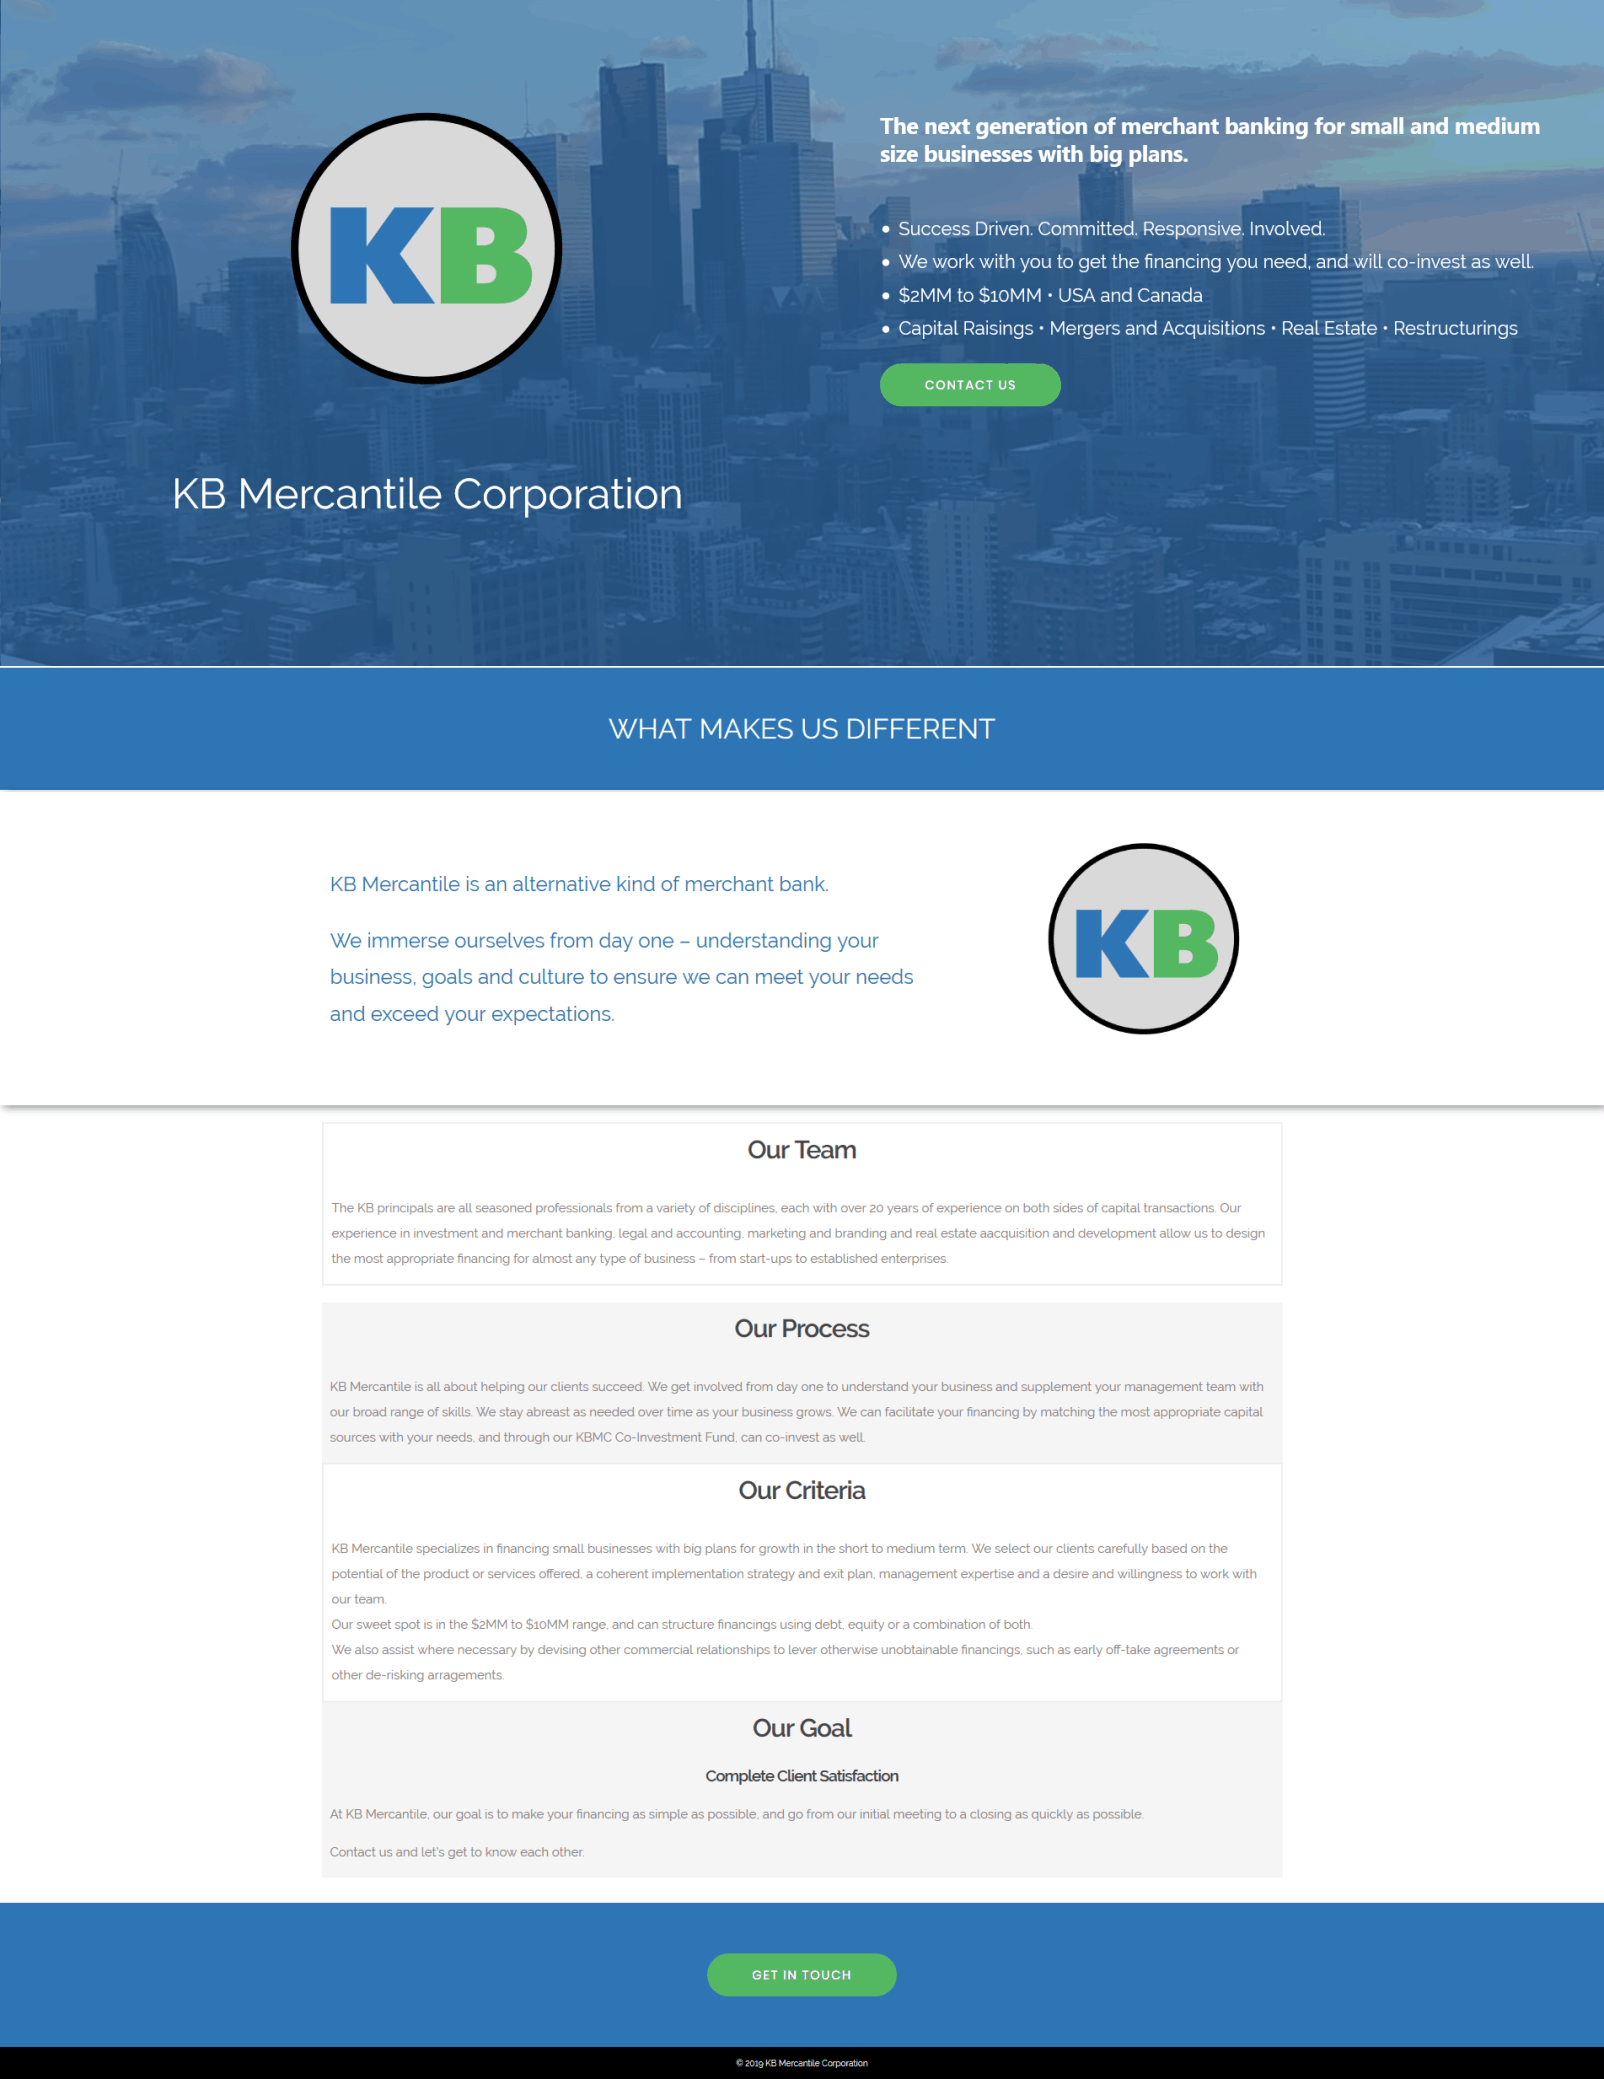 KB
KB Mercantile Corporation
The next generation of merchant banking for small and medium
size businesses with big plans.
• Success Driven. Committed. Responsive. Involved.
• We work with you to get the financing you need, and will co-invest as well.
• $2MM to $10MM • USA and Canada
• Capital Raisings • Mergers and Acquisitions • Real Estate • Restructurings
CONTACT US
WHAT MAKES US DIFFERENT
KB Mercantile is an alternative kind of merchant bank.
We immerse ourselves from day one – understanding your
business, goals and culture to ensure we can meet your needs
and exceed your expectations.
KB
Our Team
The KB principals are all seasoned professionals from a variety of disciplines, each with over 20 years of experience on both sides of capital transactions. Our
experience in investment and merchant banking, legal and accounting, marketing and branding and real estate aacquisition and development allow us to design
the most appropriate financing for almost any type of business – from start-ups to established enterprises.
Our Process
KB Mercantile is all about helping our clients succeed. We get involved from day one to understand your business and supplement your management team with
our broad range of skills. We stay abreast as needed over time as your business grows. We can facilitate your financing by matching the most appropriate capital
sources with your needs, and through our KBMC Co-Investment Fund, can co-invest as well.
Our Criteria
KB Mercantile specializes in financing small businesses with big plans for growth in the short to medium term. We select our clients carefully based on the
potential of the product or services offered, a coherent implementation strategy and exit plan, management expertise and a desire and willingness to work with
our team.
Our sweet spot is in the $2MM to $10MM range, and can structure financings using debt, equity or a combination of both.
We also assist where necessary by devising other commercial relationships to lever otherwise unobtainable financings, such as early off-take agreements or
other de-risking arragements.
Our Goal
Complete Client Satisfaction
At KB Mercantile, our goal is to make your financing as simple as possible, and go from our initial meeting to a closing as quickly as possible.
Contact us and let's get to know each other.
GET IN TOUCH
© 2019 KB Mercantile Corporation